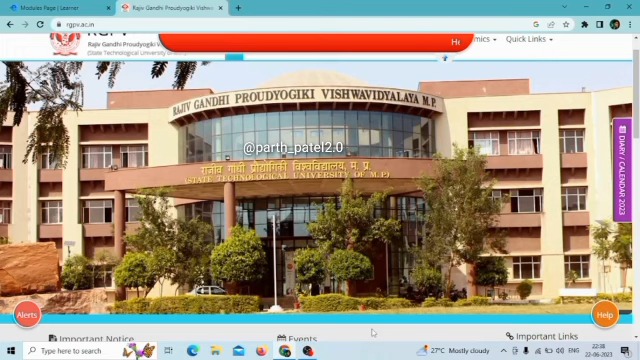 Modules Page | Learner
Rajiv Gandhi Proudyogiki Vishwa
rgpv.ac.in
Rajiv Gandhi Proudyogiki
(State Technological University
He
mics
Quick Links
RAJIV GANDHI PROUDYOGIKI VISHWAVIDYALAYA M.P.
@parth_patel2.0
राजीव गांधी प्रौद्योगिकी विश्वविद्यालय, म. प्र.
(STATE TECHNOLOGICAL UNIVERSITY OF M.P.)
DIARY / CALENDAR 2023
Alerts
Help
Important Notice
Events
Important Links
Type here to search
27°C Mostly cloudy
ENG
22:38
22-06-2023